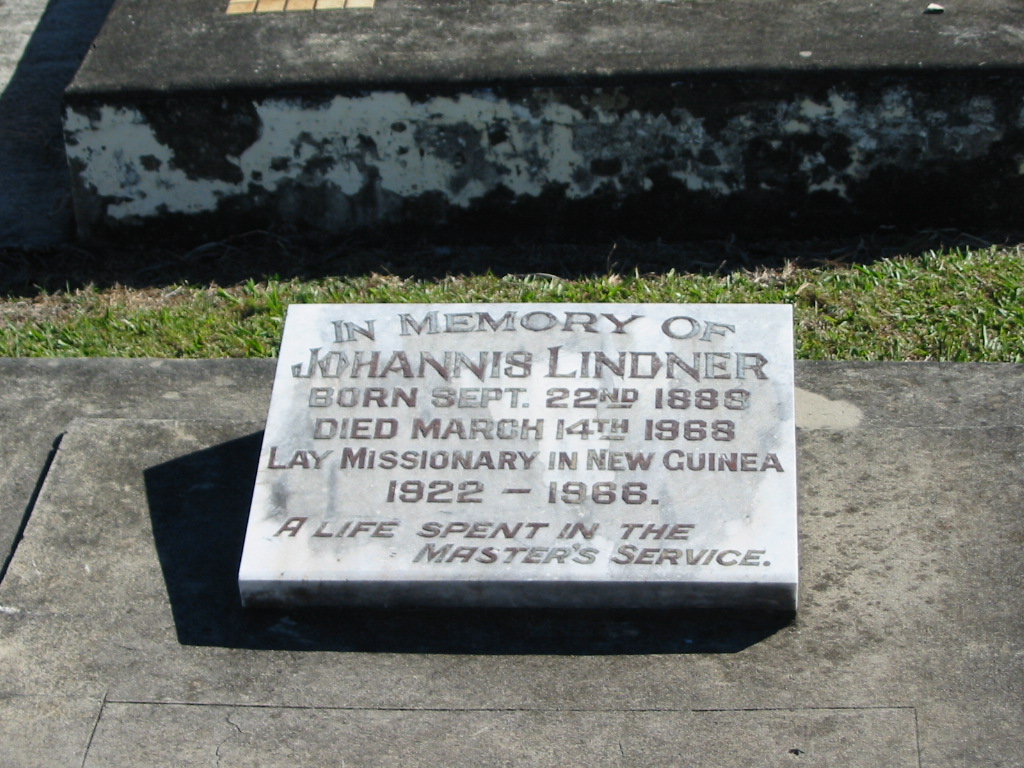 IN MEMORY OF
JOHANNIS LINDNER
BORN SEPT. 22ND 1888
DIED MARCH 14TH 1968
LAY MISSIONARY IN NEW GUINEA
1922 - 1966.
A LIFE SPENT IN THE
MASTER'S SERVICE.